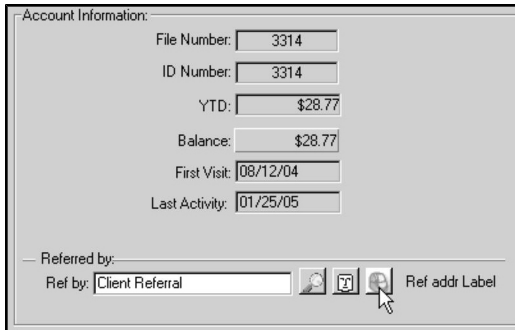 Account Information:
File Number: 3314
ID Number: 3314
YTD: $28.77
Balance: $28.77
First Visit: 08/12/04
Last Activity: 01/25/05
Referred by:
Ref by: Client Referral Ref addr Label